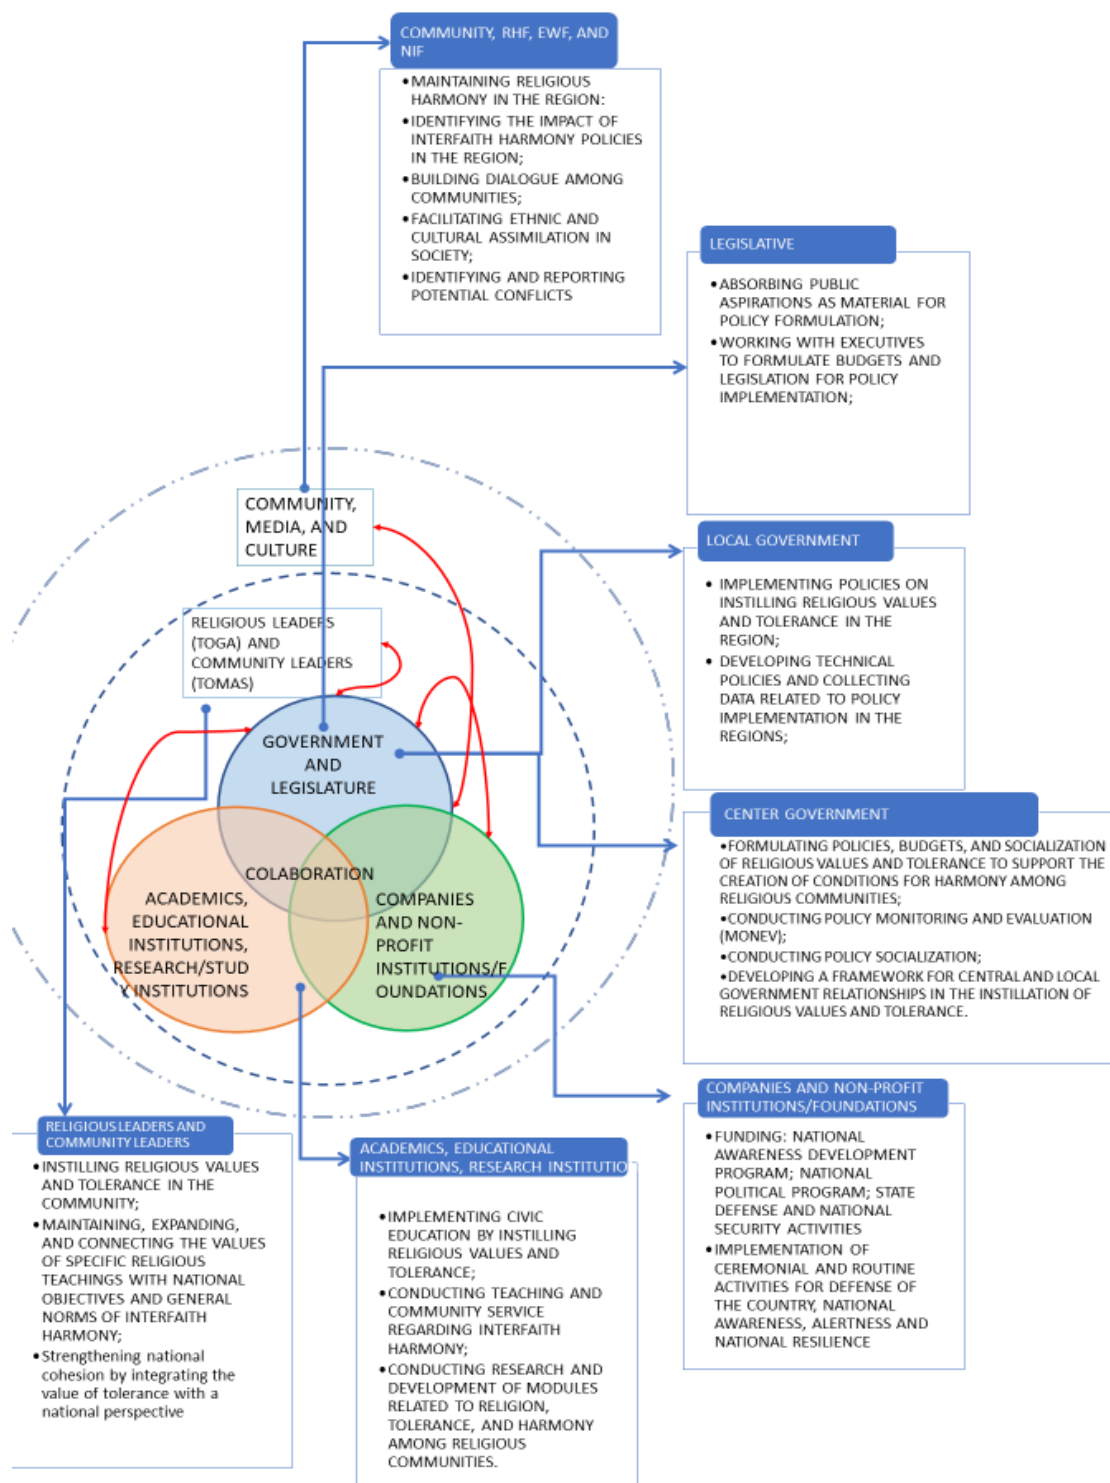 COMMUNITY, RHF, EWF, AND
NIF
•MAINTAINING RELIGIOUS
HARMONY IN THE REGION:
•IDENTIFYING THE IMPACT OF
INTERFAITH HARMONY POLICIES
IN THE REGION;
•BUILDING DIALOGUE AMONG
COMMUNITIES;
•FACILITATING ETHNIC AND
CULTURAL ASSIMILATION IN
SOCIETY;
•IDENTIFYING AND REPORTING
POTENTIAL CONFLICTS
LEGISLATIVE
•ABSORBING PUBLIC
ASPIRATIONS AS MATERIAL FOR
POLICY FORMULATION;
•WORKING WITH EXECUTIVES
TO FORMULATE BUDGETS AND
LEGISLATION FOR POLICY
IMPLEMENTATION;
COMMUNITY,
MEDIA, AND
CULTURE
LOCAL GOVERNMENT
• IMPLEMENTING POLICIES ON
INSTILLING RELIGIOUS VALUES
AND TOLERANCE IN THE
REGION;
• DEVELOPING TECHNICAL
POLICIES AND COLLECTING
DATA RELATED TO POLICY
IMPLEMENTATION IN THE
REGIONS;
RELIGIOUS LEADERS
(TOGA) AND
COMMUNITY LEADERS
(TOMAS)
GOVERNMENT
AND
LEGISLATURE
COLABORATION
ACADEMICS,
EDUCATIONAL
INSTITUTIONS,
RESEARCH/STUD
Y INSTITUTIONS
COMPANIES
AND NON-
PROFIT
INSTITUTIONS/F
OUNDATIONS
CENTER GOVERNMENT
•FORMULATING POLICIES, BUDGETS, AND SOCIALIZATION
OF RELIGIOUS VALUES AND TOLERANCE TO SUPPORT THE
CREATION OF CONDITIONS FOR HARMONY AMONG
RELIGIOUS COMMUNITIES;
•CONDUCTING POLICY MONITORING AND EVALUATION
(MONEV);
•CONDUCTING POLICY SOCIALIZATION;
•DEVELOPING A FRAMEWORK FOR CENTRAL AND LOCAL
GOVERNMENT RELATIONSHIPS IN THE INSTILLATION OF
RELIGIOUS VALUES AND TOLERANCE.
COMPANIES AND NON-PROFIT
INSTITUTIONS/FOUNDATIONS
• FUNDING: NATIONAL
AWARENESS DEVELOPMENT
PROGRAM; NATIONAL
POLITICAL PROGRAM; STATE
DEFENSE AND NATIONAL
SECURITY ACTIVITIES
•IMPLEMENTATION OF
CEREMONIAL AND ROUTINE
ACTIVITIES FOR DEFENSE OF
THE COUNTRY, NATIONAL
AWARENESS, ALERTNESS AND
NATIONAL RESILIENCE
RELIGIOUS LEADERS AND
COMMUNITY LEADERS
•INSTILLING RELIGIOUS VALUES
AND TOLERANCE IN THE
COMMUNITY;
•MAINTAINING, EXPANDING,
AND CONNECTING THE VALUES
OF SPECIFIC RELIGIOUS
TEACHINGS WITH NATIONAL
OBJECTIVES AND GENERAL
NORMS OF INTERFAITH
HARMONY;
•Strengthening national
cohesion by integrating the
value of tolerance with a
national perspective
ACADEMICS, EDUCATIONAL
INSTITUTIONS, RESEARCH INSTITUTIO
•IMPLEMENTING CIVIC
EDUCATION BY INSTILLING
RELIGIOUS VALUES AND
TOLERANCE;
•CONDUCTING TEACHING AND
COMMUNITY SERVICE
REGARDING INTERFAITH
HARMONY;
•CONDUCTING RESEARCH AND
DEVELOPMENT OF MODULES
RELATED TO RELIGION,
TOLERANCE, AND HARMONY
AMONG RELIGIOUS
COMMUNITIES.